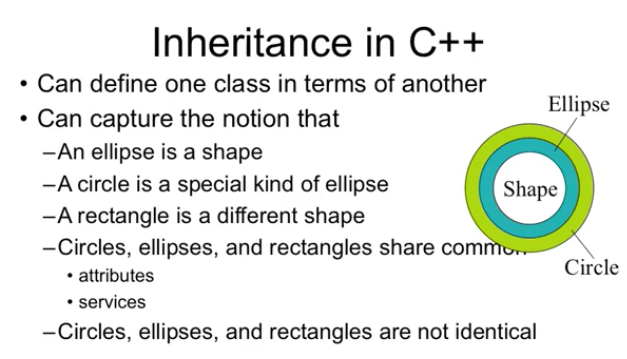 Inheritance in C++
• Can define one class in terms of another
• Can capture the notion that
–An ellipse is a shape
–A circle is a special kind of ellipse
–A rectangle is a different shape
–Circles, ellipses, and rectangles share common
• attributes
• services
–Circles, ellipses, and rectangles are not identical
Ellipse
Shape
Circle